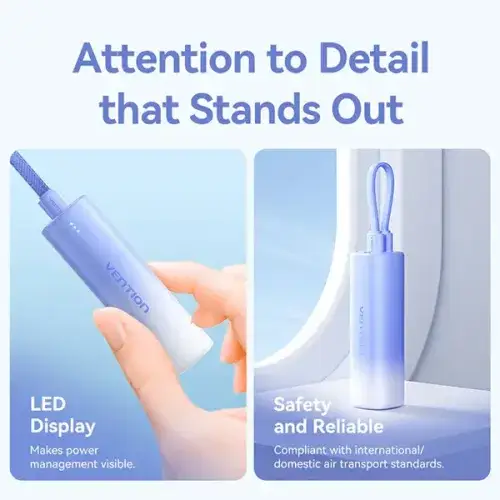 Attention to Detail
that Stands Out
VENTION
VENTION
LED
Display
Makes power
management visible.
Safety
and Reliable
Compliant with international/
domestic air transport standards.